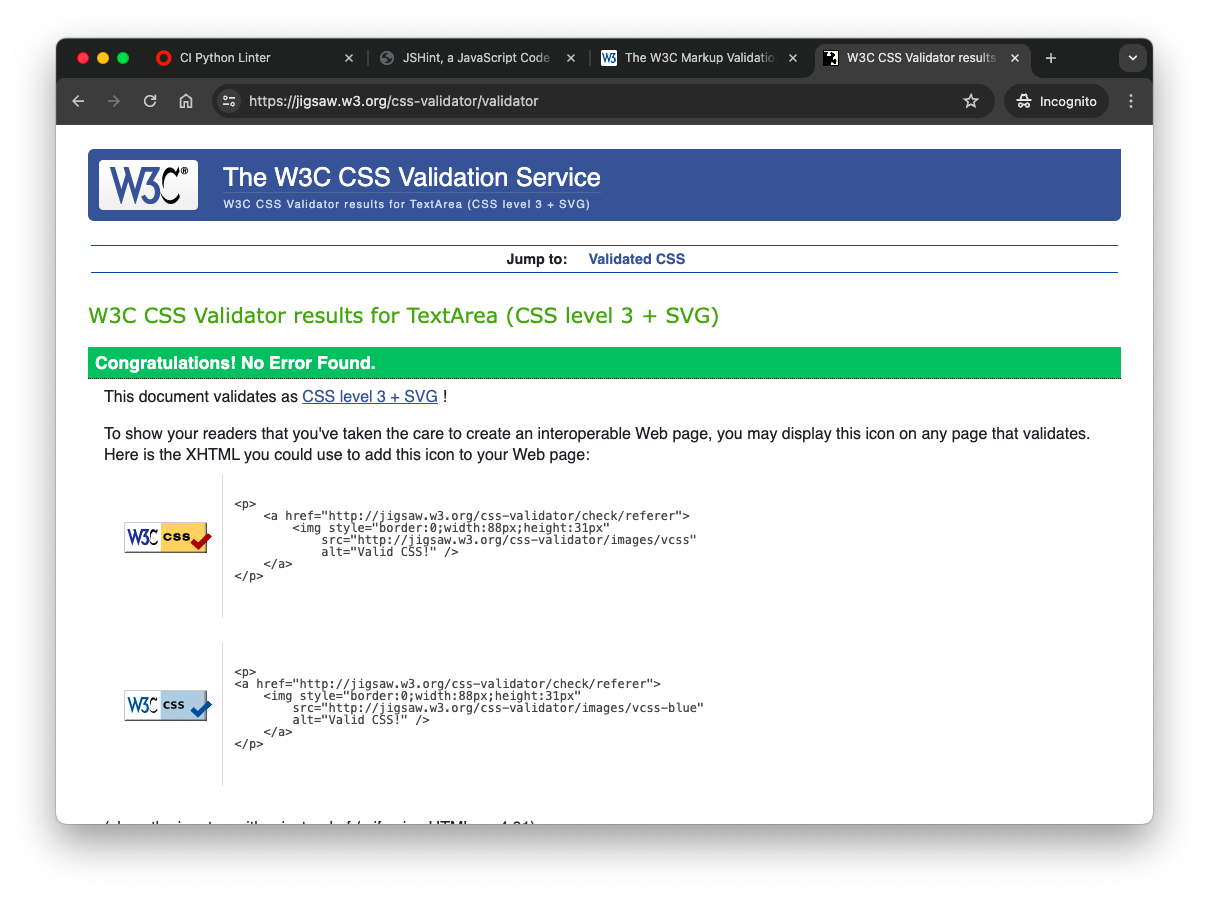 CI Python Linter
JSHint, a JavaScript Code
The W3C Markup Validatio
W3C CSS Validator results
https://jigsaw.w3.org/css-validator/validator
Incognito
W3C®
The W3C CSS Validation Service
W3C CSS Validator results for TextArea (CSS level 3 + SVG)
Jump to: Validated CSS
W3C CSS Validator results for TextArea (CSS level 3 + SVG)
Congratulations! No Error Found.
This document validates as CSS level 3 + SVG !
To show your readers that you've taken the care to create an interoperable Web page, you may display this icon on any page that validates.
Here is the XHTML you could use to add this icon to your Web page:
W3C css
<p>
<a href="http://jigsaw.w3.org/css-validator/check/referer">
<img style="border:0;width:88px;height:31px"
src="http://jigsaw.w3.org/css-validator/images/vcss"
alt="Valid CSS!" />
</a>
</p>
W3C css
<p>
<a href="http://jigsaw.w3.org/css-validator/check/referer">
<img style="border:0;width:88px;height:31px"
src="http://jigsaw.w3.org/css-validator/images/vcss-blue"
alt="Valid CSS!" />
</a>
</p>